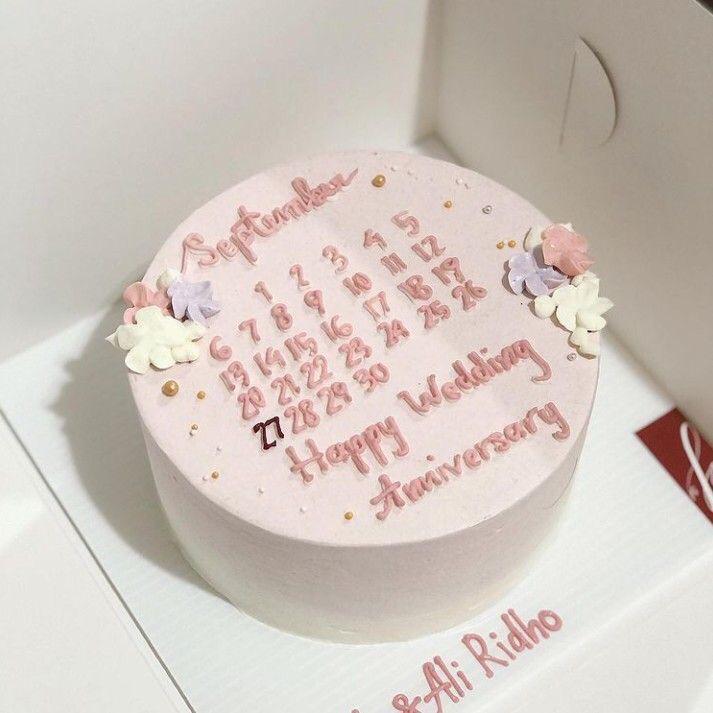 September
1 2 3 4 5
6 7 8 9 10 11 12
13 14 15 16 17 18 19
20 21 22 23 24 25 26
27 28 29 30
Happy Wedding
Anniversary
& Ali Ridho